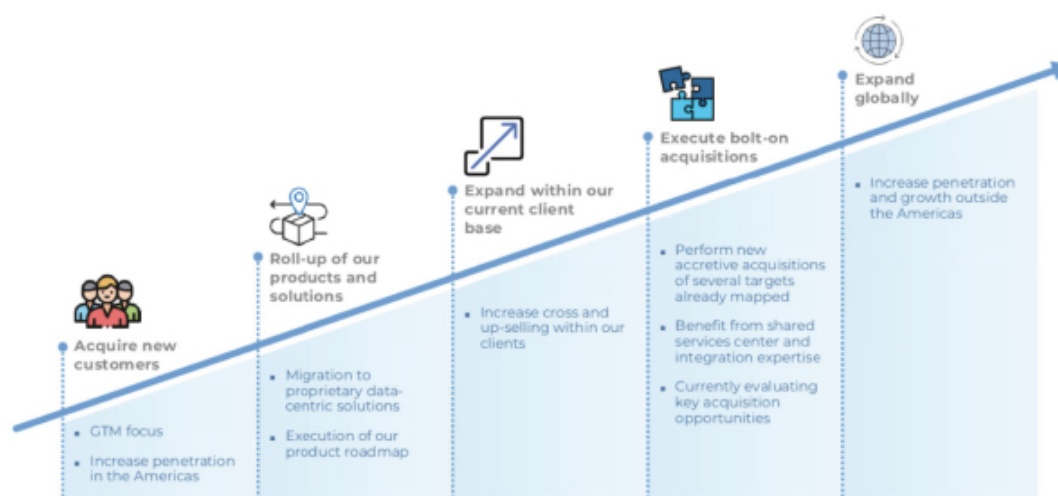 Acquire new
customers
▪ GTM focus
▪ Increase penetration
in the Americas
Roll-up of our
products and
solutions
▪ Migration to
proprietary data-
centric solutions
▪ Execution of our
product roadmap
Expand within our
current client
base
▪ Increase cross and
up-selling within our
clients
Execute bolt-on
acquisitions
▪ Perform new
accretive acquisitions
of several targets
already mapped
▪ Benefit from shared
services center and
integration expertise
▪ Currently evaluating
key acquisition
opportunities
Expand
globally
▪ Increase penetration
and growth outside
the Americas